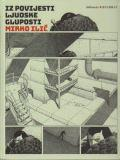 IZ POVIJESTI
LJUDSKE
GLUPOSTI
MIRKO ILIĆ